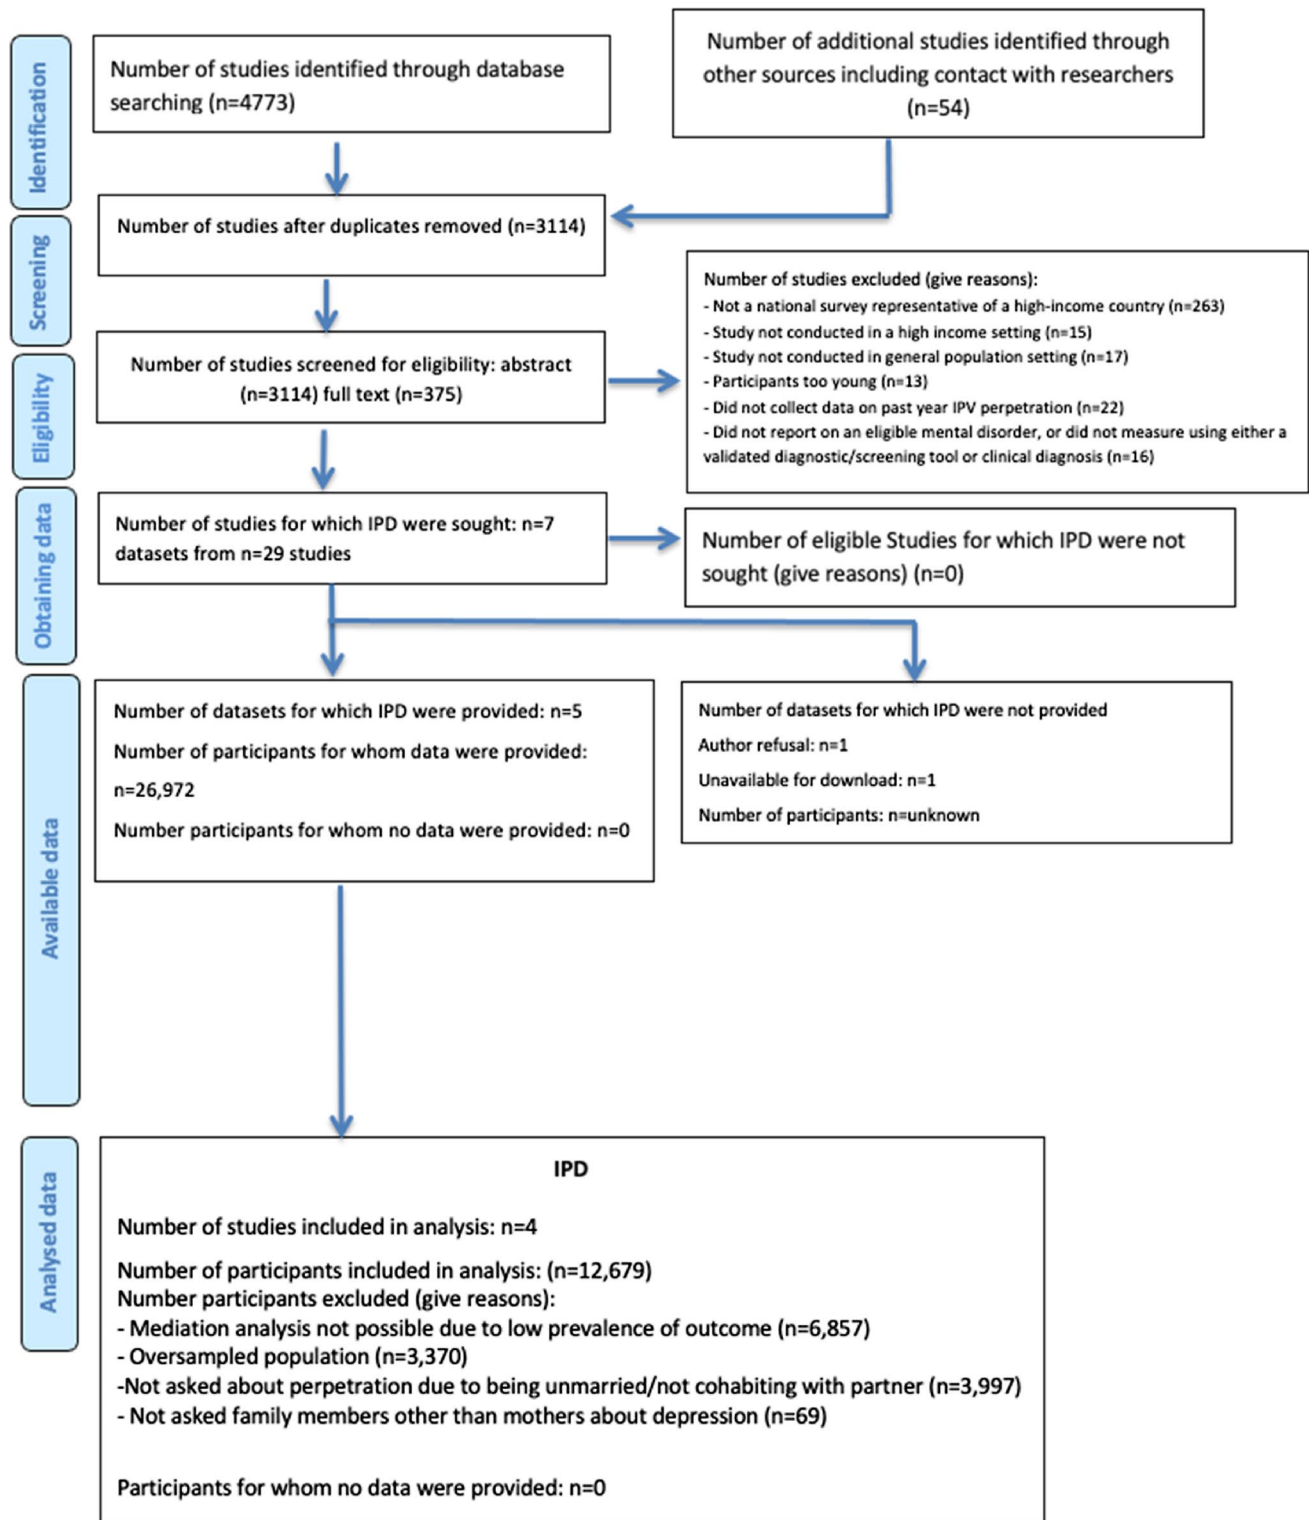 Identification
Number of studies identified through database
searching (n=4773)
Number of additional studies identified through
other sources including contact with researchers
(n=54)
Screening
Number of studies after duplicates removed (n=3114)
Eligibility
Number of studies screened for eligibility: abstract
(n=3114) full text (n=375)
Number of studies excluded (give reasons):
- Not a national survey representative of a high-income country (n=263)
- Study not conducted in a high income setting (n=15)
- Study not conducted in general population setting (n=17)
- Participants too young (n=13)
- Did not collect data on past year IPV perpetration (n=22)
- Did not report on an eligible mental disorder, or did not measure using either a
validated diagnostic/screening tool or clinical diagnosis (n=16)
Obtaining data
Number of studies for which IPD were sought: n=7
datasets from n=29 studies
Number of eligible Studies for which IPD were not
sought (give reasons) (n=0)
Available data
Number of datasets for which IPD were provided: n=5
Number of participants for whom data were provided:
n=26,972
Number participants for whom no data were provided: n=0
Number of datasets for which IPD were not provided
Author refusal: n=1
Unavailable for download: n=1
Number of participants: n=unknown
Analysed data
IPD
Number of studies included in analysis: n=4
Number of participants included in analysis: (n=12,679)
Number participants excluded (give reasons):
- Mediation analysis not possible due to low prevalence of outcome (n=6,857)
- Oversampled population (n=3,370)
-Not asked about perpetration due to being unmarried/not cohabiting with partner (n=3,997)
- Not asked family members other than mothers about depression (n=69)
Participants for whom no data were provided: n=0